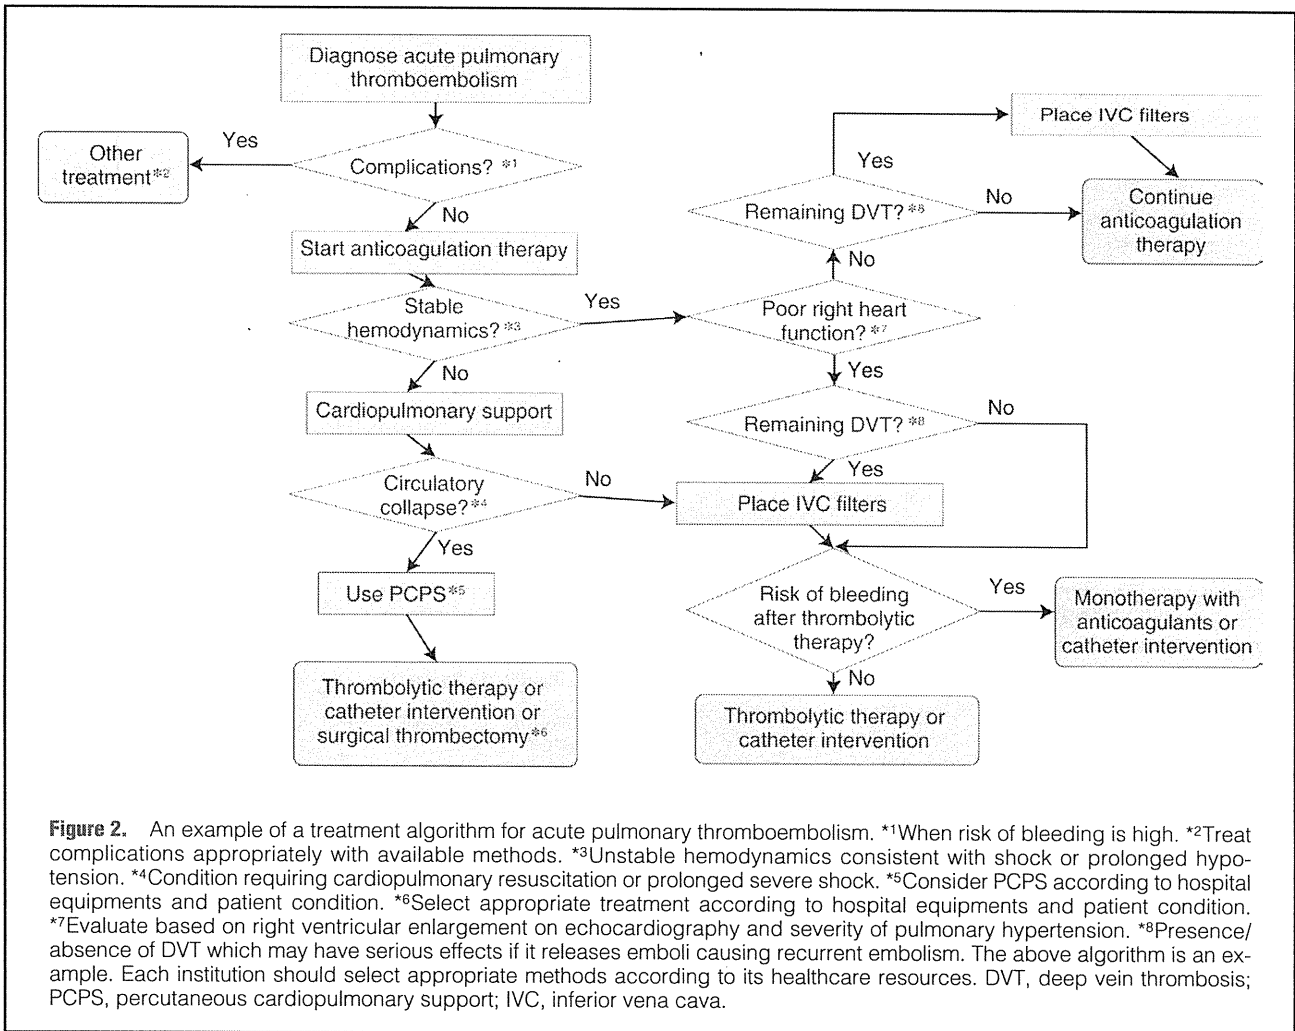 Diagnose acute pulmonary
thromboembolism
Complications? *1
Yes
Other
treatment*2
No
Start anticoagulation therapy
Stable
hemodynamics? *3
Yes
No
Cardiopulmonary support
Circulatory
collapse?*4
No
Yes
Use PCPS*5
Thrombolytic therapy or
catheter intervention or
surgical thrombectomy*6
Place IVC filters
Yes
Remaining DVT?*8
No
Continue
anticoagulation
therapy
No
Poor right heart
function?*7
Yes
Remaining DVT?*8
No
Yes
Place IVC filters
Risk of bleeding
after thrombolytic
therapy?
Yes
Monotherapy with
anticoagulants or
catheter intervention
No
Thrombolytic therapy or
catheter intervention
Figure 2. An example of a treatment algorithm for acute pulmonary thromboembolism. *1When risk of bleeding is high. *2Treat
complications appropriately with available methods. *3Unstable hemodynamics consistent with shock or prolonged hypo-
tension. *4Condition requiring cardiopulmonary resuscitation or prolonged severe shock. *5Consider PCPS according to hospital
equipments and patient condition. *6Select appropriate treatment according to hospital equipments and patient condition.
*7Evaluate based on right ventricular enlargement on echocardiography and severity of pulmonary hypertension. *8Presence/
absence of DVT which may have serious effects if it releases emboli causing recurrent embolism. The above algorithm is an ex-
ample. Each institution should select appropriate methods according to its healthcare resources. DVT, deep vein thrombosis;
PCPS, percutaneous cardiopulmonary support; IVC, inferior vena cava.